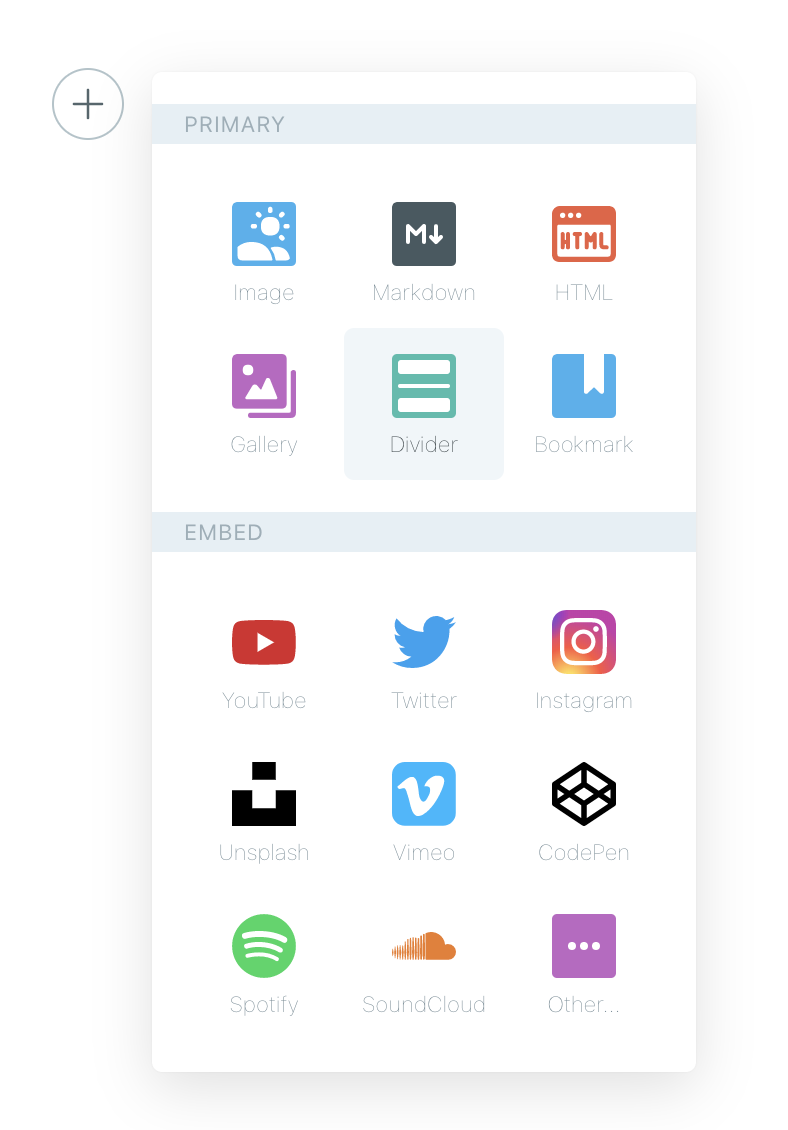 PRIMARY
M
HTML
Image Markdown HTML
Gallery Divider Bookmark
EMBED
YouTube Twitter Instagram
Unsplash Vimeo CodePen
Spotify SoundCloud Other...